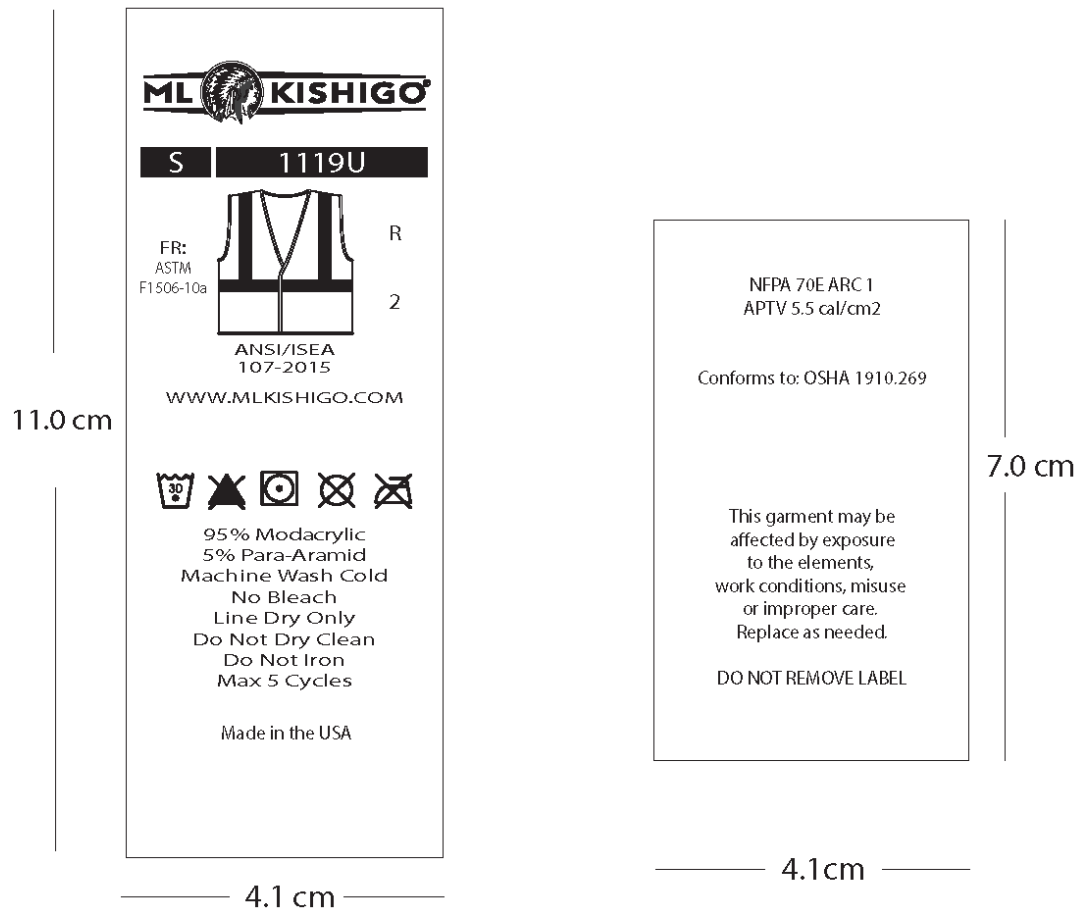 ML KISHIGO®
S 1119U
FR:
ASTM
F1506-10a
R
2
ANSI/ISEA
107-2015
WWW.MLKISHIGO.COM
30
95% Modacrylic
5% Para-Aramid
Machine Wash Cold
No Bleach
Line Dry Only
Do Not Dry Clean
Do Not Iron
Max 5 Cycles
Made in the USA
11.0 cm
4.1 cm
NFPA 70E ARC 1
APTV 5.5 cal/cm2
Conforms to: OSHA 1910.269
This garment may be
affected by exposure
to the elements,
work conditions, misuse
or improper care.
Replace as needed.
DO NOT REMOVE LABEL
7.0 cm
4.1cm